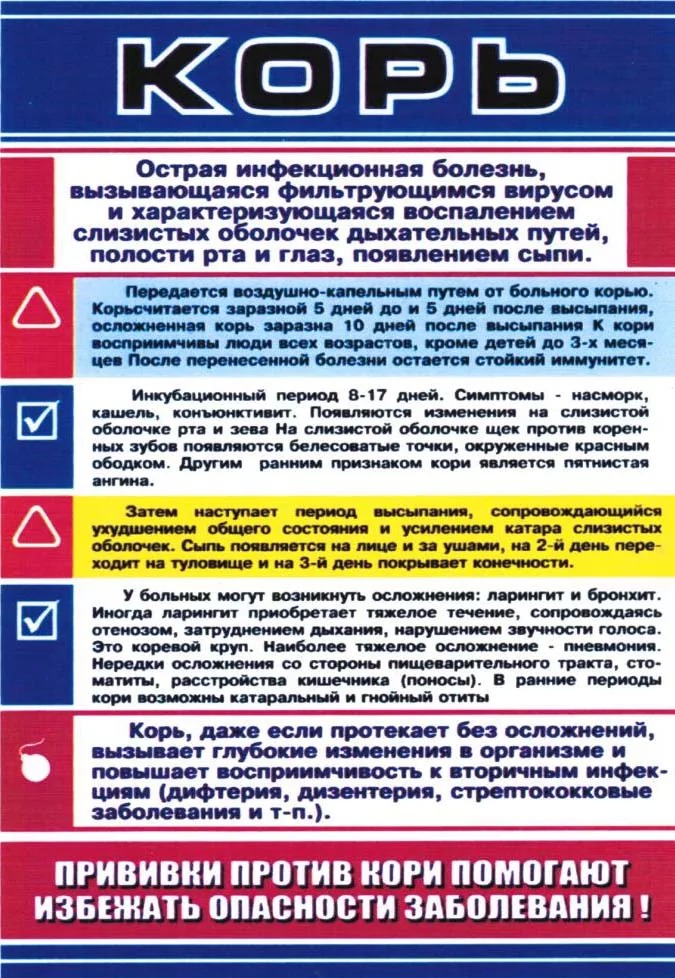 КОРЬ
Острая инфекционная болезнь,
вызывающаяся фильтрующимся вирусом
и характеризующаяся воспалением
слизистых оболочек дыхательных путей,
полости рта и глаз, появлением сыпи.
Передается воздушно-капельным путем от больного корью.
Корьсчитается заразной 5 дней до и 5 дней после высыпания,
осложненная корь заразна 10 дней после высыпания К кори
восприимчивы люди всех возрастов, кроме детей до 3-х меся-
цев После перенесенной болезни остается стойкий иммунитет.
Инкубационный период 8-17 дней. Симптомы - насморк,
кашель, конъюнктивит. Появляются изменения на слизистой
оболочке рта и зева На слизистой оболочке щек против корен-
ных зубов появляются белесоватые точки, окруженные красным
ободком. Другим ранним признаком кори является пятнистая
ангина.
Затем наступает период высыпания, сопровождающийся
ухудшением общего состояния и усилением катара слизистых
оболочек. Сыпь появляется на лице и за ушами, на 2-й день пере-
ходит на туловище и на 3-й день покрывает конечности.
У больных могут возникнуть осложнения: ларингит и бронхит.
Иногда ларингит приобретает тяжелое течение, сопровождаясь
отенозом, затруднением дыхания, нарушением звучности голоса.
Это коревой круп. Наиболее тяжелое осложнение - пневмония.
Нередки осложнения со стороны пищеварительного тракта, сто-
матиты, расстройства кишечника (поносы). В ранние периоды
кори возможны катаральный и гнойный отиты
Корь, даже если протекает без осложнений,
вызывает глубокие изменения в организме и
повышает восприимчивость к вторичным инфек-
циям (дифтерия, дизентерия, стрептококковые
заболевания и т-п.).
ПРИВИВКИ ПРОТИВ КОРИ ПОМОГАЮТ
ИЗБЕЖАТЬ ОПАСНОСТИ ЗАБОЛЕВАНИЯ !